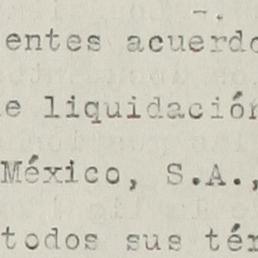 entes acuerdo
e liquidación
México, S.A.,
todos sus tér